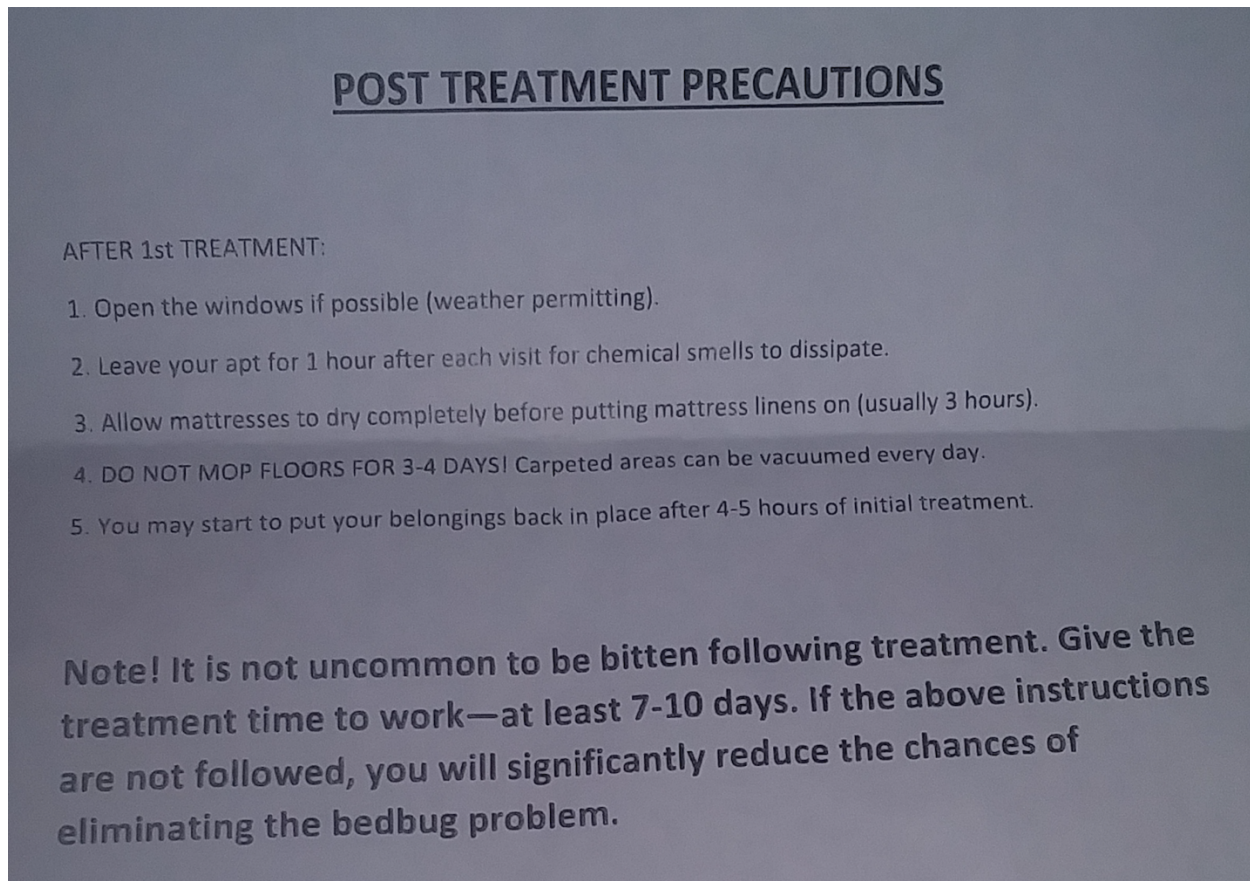 POST TREATMENT PRECAUTIONS
AFTER 1st TREATMENT:
1. Open the windows if possible (weather permitting).
2. Leave your apt for 1 hour after each visit for chemical smells to dissipate.
3. Allow mattresses to dry completely before putting mattress linens on (usually 3 hours).
4. DO NOT MOP FLOORS FOR 3-4 DAYS! Carpeted areas can be vacuumed every day.
5. You may start to put your belongings back in place after 4-5 hours of initial treatment.
Note! It is not uncommon to be bitten following treatment. Give the
treatment time to work—at least 7-10 days. If the above instructions
are not followed, you will significantly reduce the chances of
eliminating the bedbug problem.